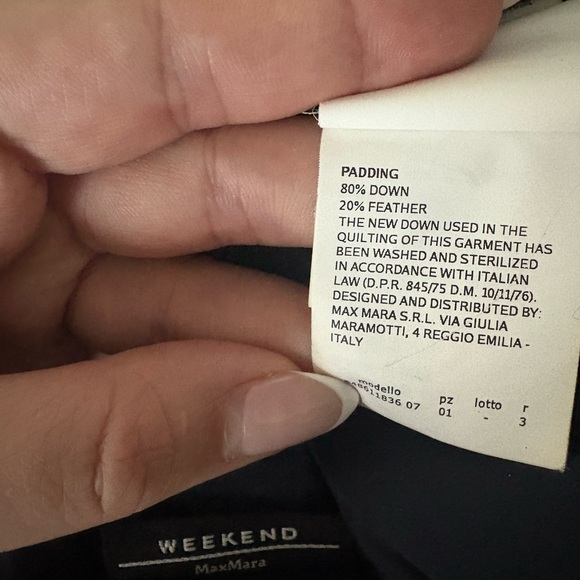 PADDING
80% DOWN
20% FEATHER
THE NEW DOWN USED IN THE
QUILTING OF THIS GARMENT HAS
BEEN WASHED AND STERILIZED
IN ACCORDANCE WITH ITALIAN
LAW (D.P.R. 845/75 D.M. 10/11/76).
DESIGNED AND DISTRIBUTED BY:
MAX MARA S.R.L. VIA GIULIA
MARAMOTTI, 4 REGGIO EMILIA -
ITALY
modello pz lotto r
07 01 - 3
WEEKEND
MaxMara